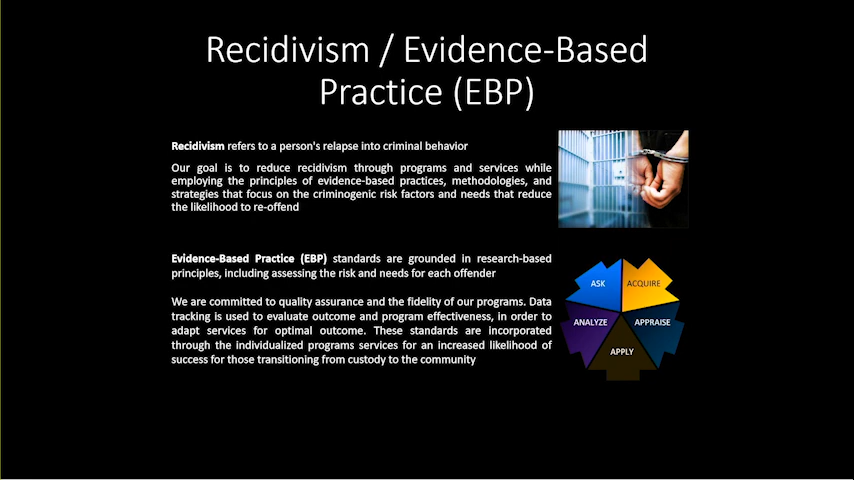 Recidivism / Evidence-Based
Practice (EBP)
Recidivism refers to a person's relapse into criminal behavior
Our goal is to reduce recidivism through programs and services while
employing the principles of evidence-based practices, methodologies, and
strategies that focus on the criminogenic risk factors and needs that reduce
the likelihood to re-offend
Evidence-Based Practice (EBP) standards are grounded in research-based
principles, including assessing the risk and needs for each offender
We are committed to quality assurance and the fidelity of our programs. Data
tracking is used to evaluate outcome and program effectiveness, in order to
adapt services for optimal outcome. These standards are incorporated
through the individualized programs services for an increased likelihood of
success for those transitioning from custody to the community
ASK
ACQUIRE
ANALYZE
APPRAISE
APPLY